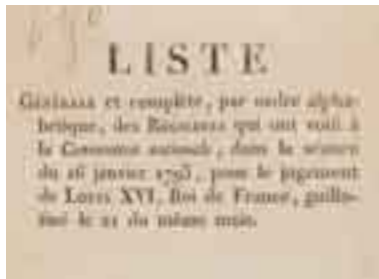 LISTE
Générale et complète, par ordre alpha-
bétique, des Régicides qui ont voté à
la Convention nationale, dans la séance
du 16 janvier 1793, pour le jugement
de Louis XVI, Roi de France, guillo-
tiné le 21 du même mois.